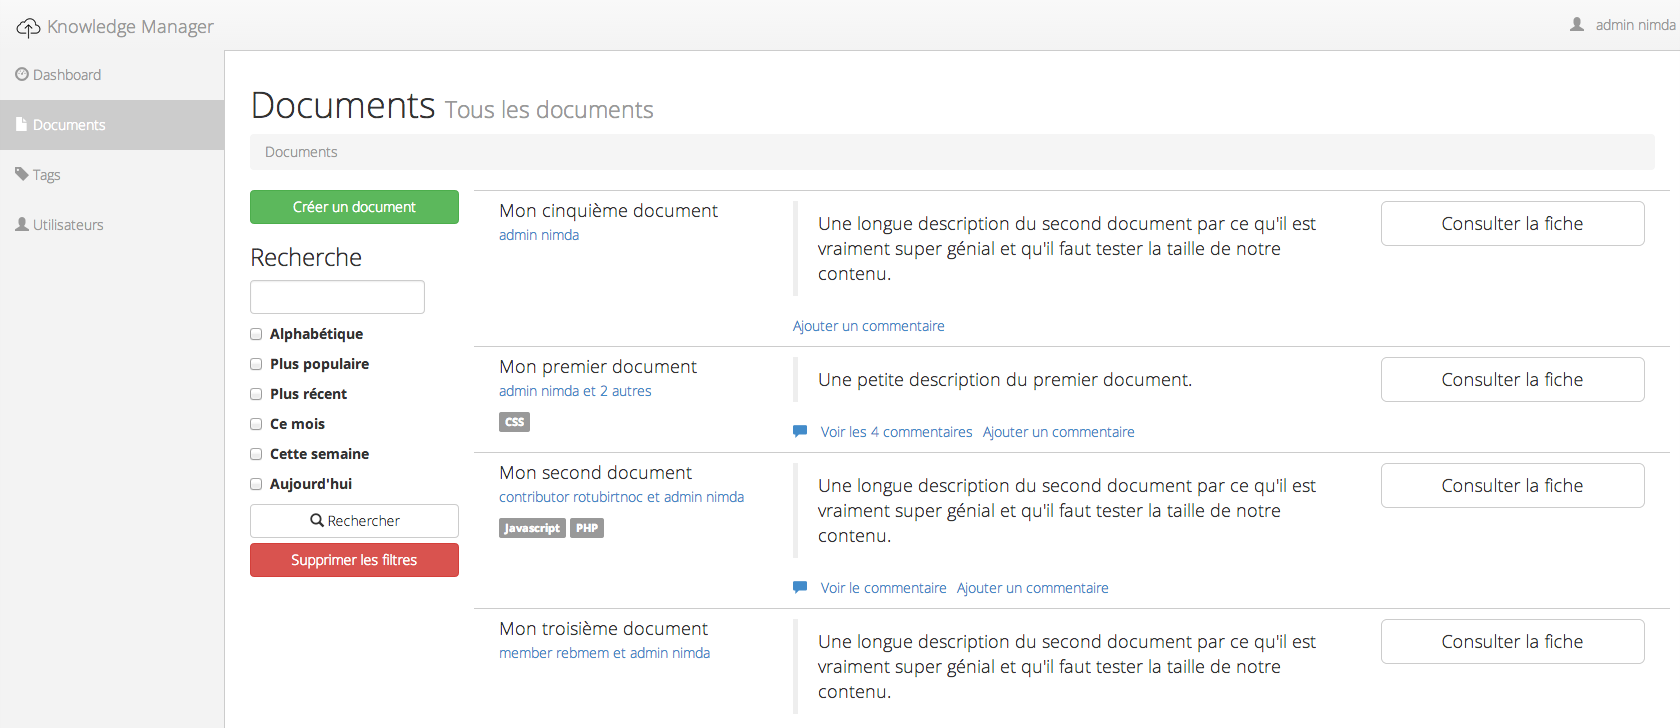 Knowledge Manager
admin nimda
Dashboard
Documents
Tags
Utilisateurs
Documents Tous les documents
Documents
Créer un document
Recherche
Alphabétique
Plus populaire
Plus récent
Ce mois
Cette semaine
Aujourd'hui
Rechercher
Supprimer les filtres
Mon cinquième document
admin nimda
Une longue description du second document par ce qu'il est
vraiment super génial et qu'il faut tester la taille de notre
contenu.
Consulter la fiche
Ajouter un commentaire
Mon premier document
admin nimda et 2 autres
CSS
Une petite description du premier document.
Consulter la fiche
Voir les 4 commentaires Ajouter un commentaire
Mon second document
contributor rotubirtnoc et admin nimda
Javascript PHP
Une longue description du second document par ce qu'il est
vraiment super génial et qu'il faut tester la taille de notre
contenu.
Consulter la fiche
Voir le commentaire Ajouter un commentaire
Mon troisième document
member rebmem et admin nimda
Une longue description du second document par ce qu'il est
vraiment super génial et qu'il faut tester la taille de notre
contenu.
Consulter la fiche